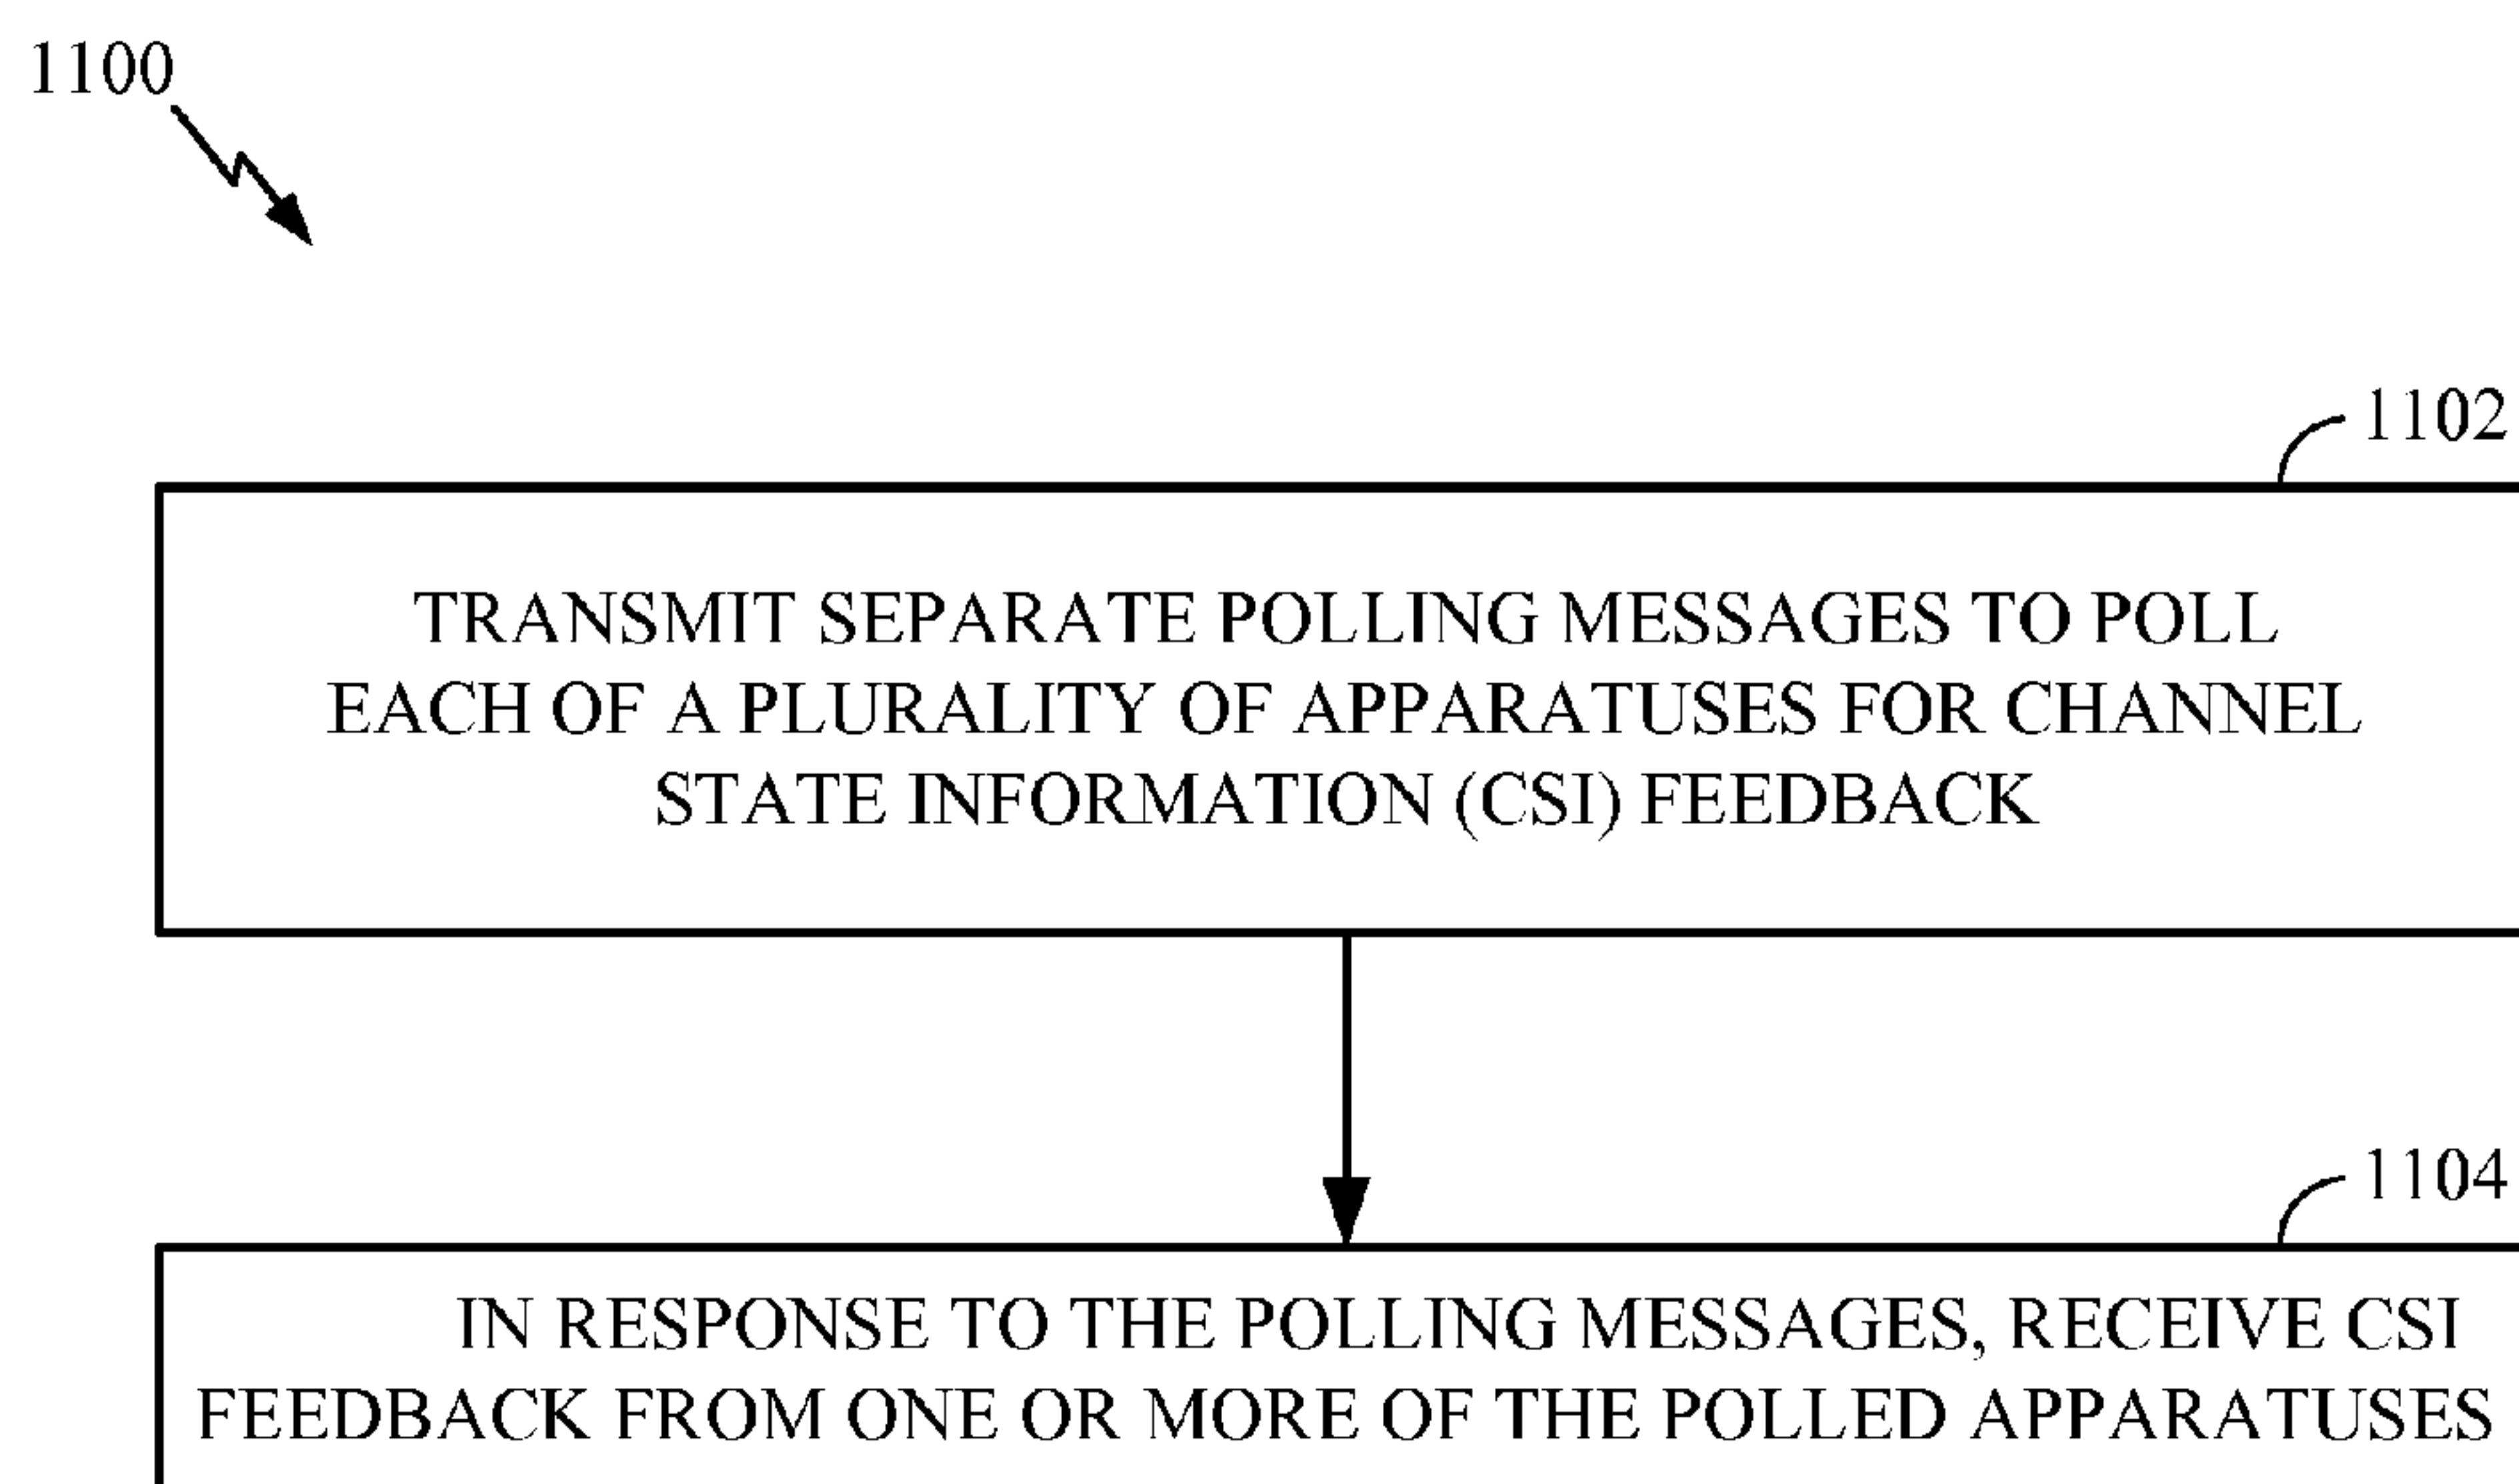 1100
1102
TRANSMIT SEPARATE POLLING MESSAGES TO POLL
EACH OF A PLURALITY OF APPARATUSES FOR CHANNEL
STATE INFORMATION (CSI) FEEDBACK
1104
IN RESPONSE TO THE POLLING MESSAGES, RECEIVE CSI
FEEDBACK FROM ONE OR MORE OF THE POLLED APPARATUSES